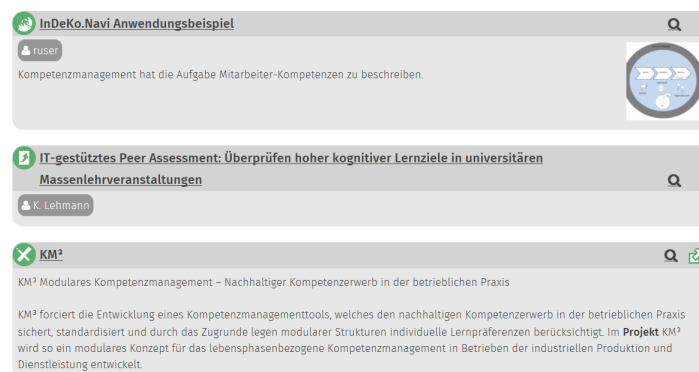 InDeKo.Navi Anwendungsbeispiel
ruser
Kompetenzmanagement hat die Aufgabe Mitarbeiter-Kompetenzen zu beschreiben.
IT-gestütztes Peer Assessment: Überprüfen hoher kognitiver Lernziele in universitären
Massenlehrveranstaltungen
K. Lehmann
KM³
KM³ Modulares Kompetenzmanagement – Nachhaltiger Kompetenzerwerb in der betrieblichen Praxis
KM³ forciert die Entwicklung eines Kompetenzmanagementtools, welches den nachhaltigen Kompetenzerwerb in der betrieblichen Praxis
sichert, standardisiert und durch das Zugrunde legen modularer Strukturen individuelle Lernpräferenzen berücksichtigt. Im Projekt KM³
wird so ein modulares Konzept für das lebensphasenbezogene Kompetenzmanagement in Betrieben der industriellen Produktion und
Dienstleistung entwickelt.